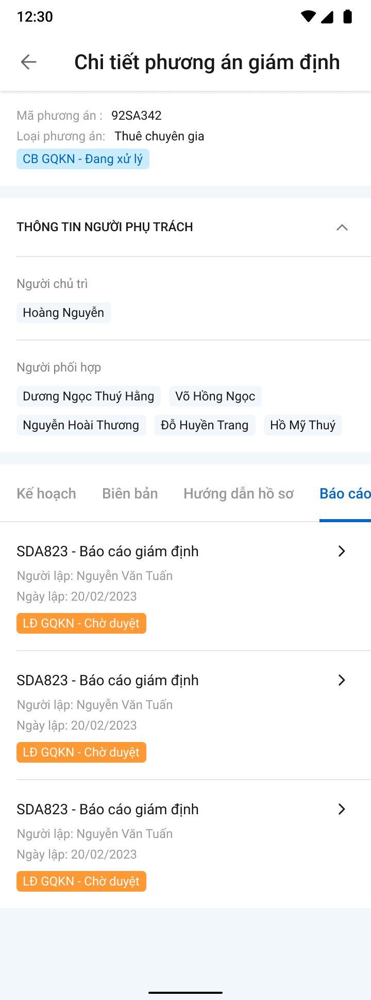 12:30
Chi tiết phương án giám định
Mã phương án : 92SA342
Loại phương án: Thuê chuyên gia
CB GQKN - Đang xử lý
THÔNG TIN NGƯỜI PHỤ TRÁCH
Người chủ trì
Hoàng Nguyễn
Người phối hợp
Dương Ngọc Thuý Hằng Võ Hồng Ngọc
Nguyễn Hoài Thương Đỗ Huyền Trang Hồ Mỹ Thuý
Kế hoạch Biên bản Hướng dẫn hồ sơ Báo cáo
SDA823 - Báo cáo giám định
Người lập: Nguyễn Văn Tuấn
Ngày lập: 20/02/2023
LĐ GQKN - Chờ duyệt
SDA823 - Báo cáo giám định
Người lập: Nguyễn Văn Tuấn
Ngày lập: 20/02/2023
LĐ GQKN - Chờ duyệt
SDA823 - Báo cáo giám định
Người lập: Nguyễn Văn Tuấn
Ngày lập: 20/02/2023
LĐ GQKN - Chờ duyệt